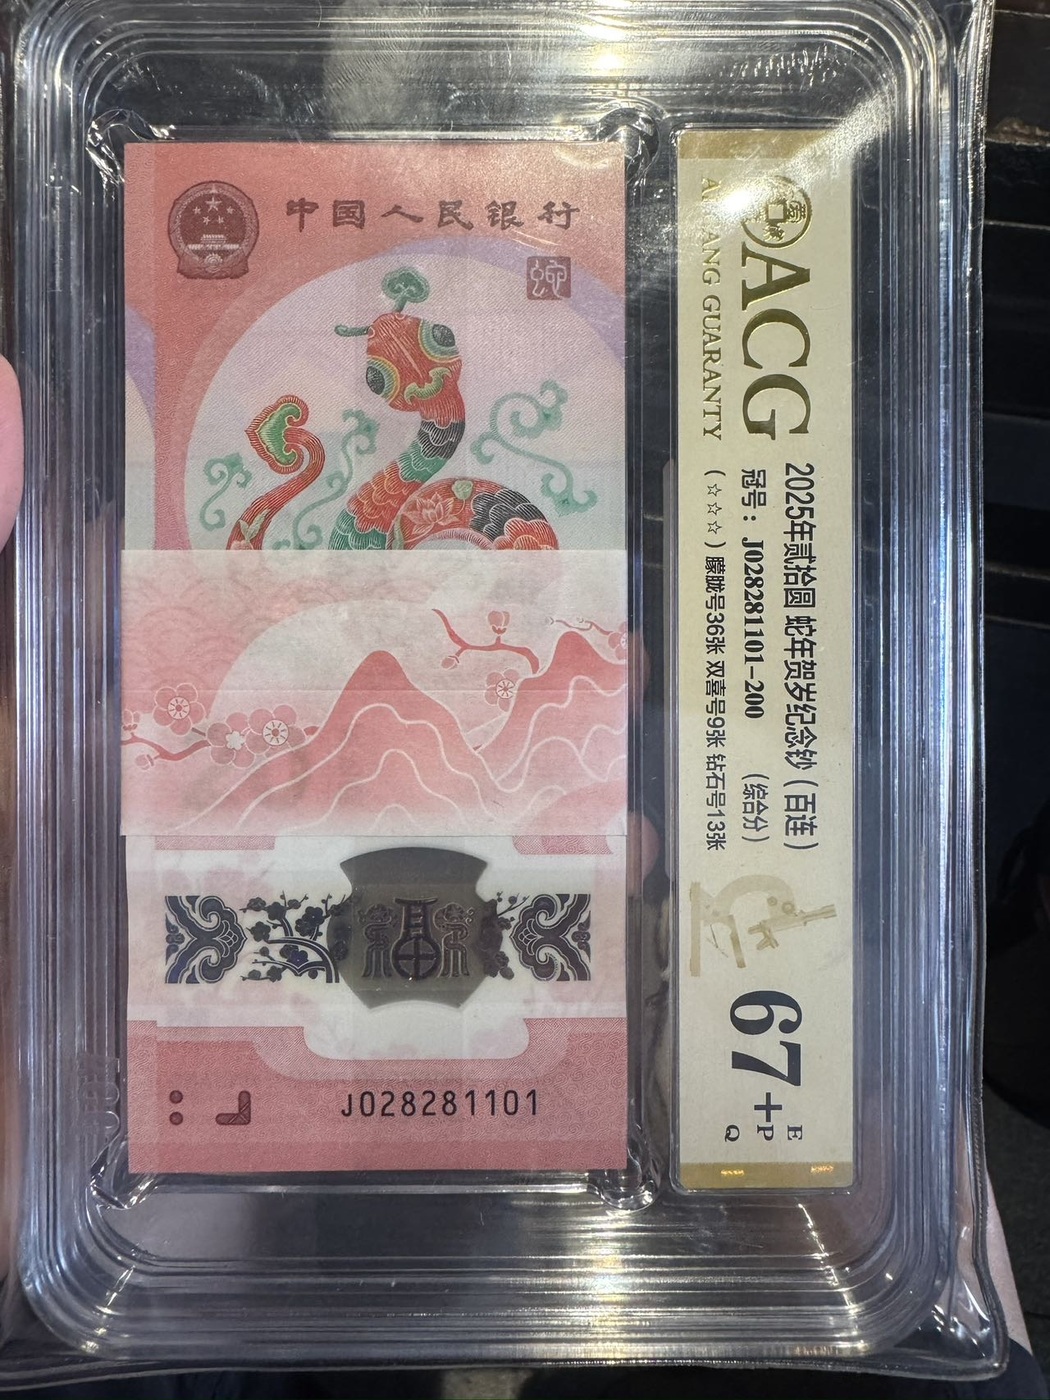 中国人民银行
J028281101
ACG
GUARANTY
2025年贰拾圆 蛇年贺岁纪念钞（百连）
冠号：J028281101-200 （综合分）
（☆☆☆）朦胧号36张 双喜号9张 钻石号13张
67+
E
P
Q